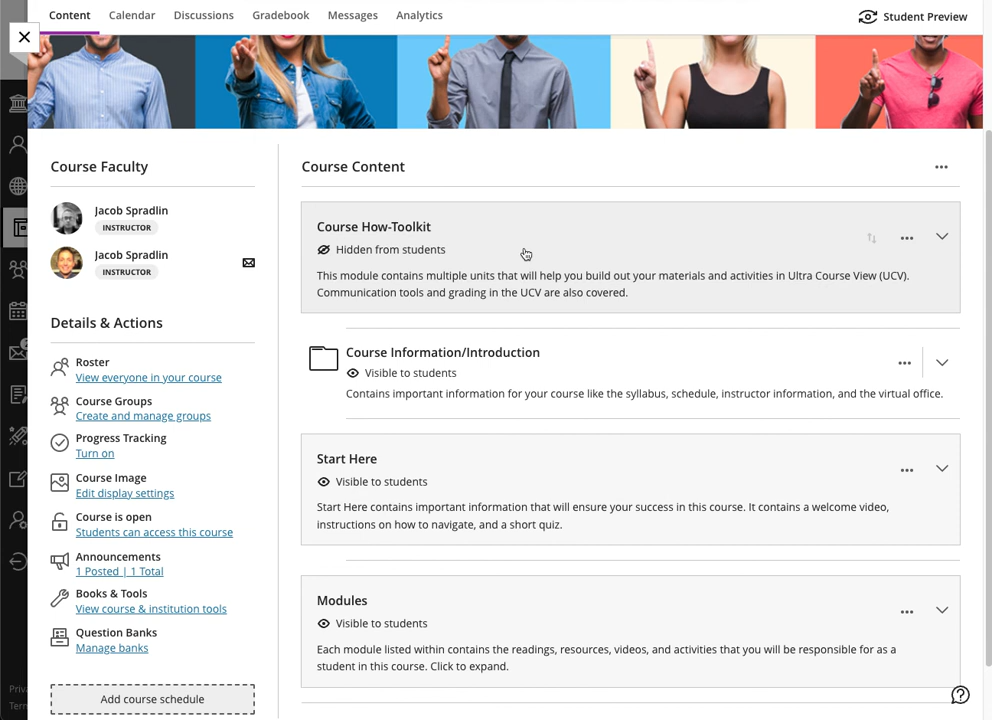 Content
Calendar
Discussions
Gradebook
Messages
Analytics
Student Preview
Course Faculty
Jacob Spradlin
INSTRUCTOR
Jacob Spradlin
INSTRUCTOR
Details & Actions
Roster
View everyone in your course
Course Groups
Create and manage groups
Progress Tracking
Turn on
Course Image
Edit display settings
Course is open
Students can access this course
Announcements
1 Posted | 1 Total
Books & Tools
View course & institution tools
Question Banks
Manage banks
Add course schedule
Course Content
Course How-Toolkit
Hidden from students
This module contains multiple units that will help you build out your materials and activities in Ultra Course View (UCV).
Communication tools and grading in the UCV are also covered.
Course Information/Introduction
Visible to students
Contains important information for your course like the syllabus, schedule, instructor information, and the virtual office.
Start Here
Visible to students
Start Here contains important information that will ensure your success in this course. It contains a welcome video,
instructions on how to navigate, and a short quiz.
Modules
Visible to students
Each module listed within contains the readings, resources, videos, and activities that you will be responsible for as a
student in this course. Click to expand.